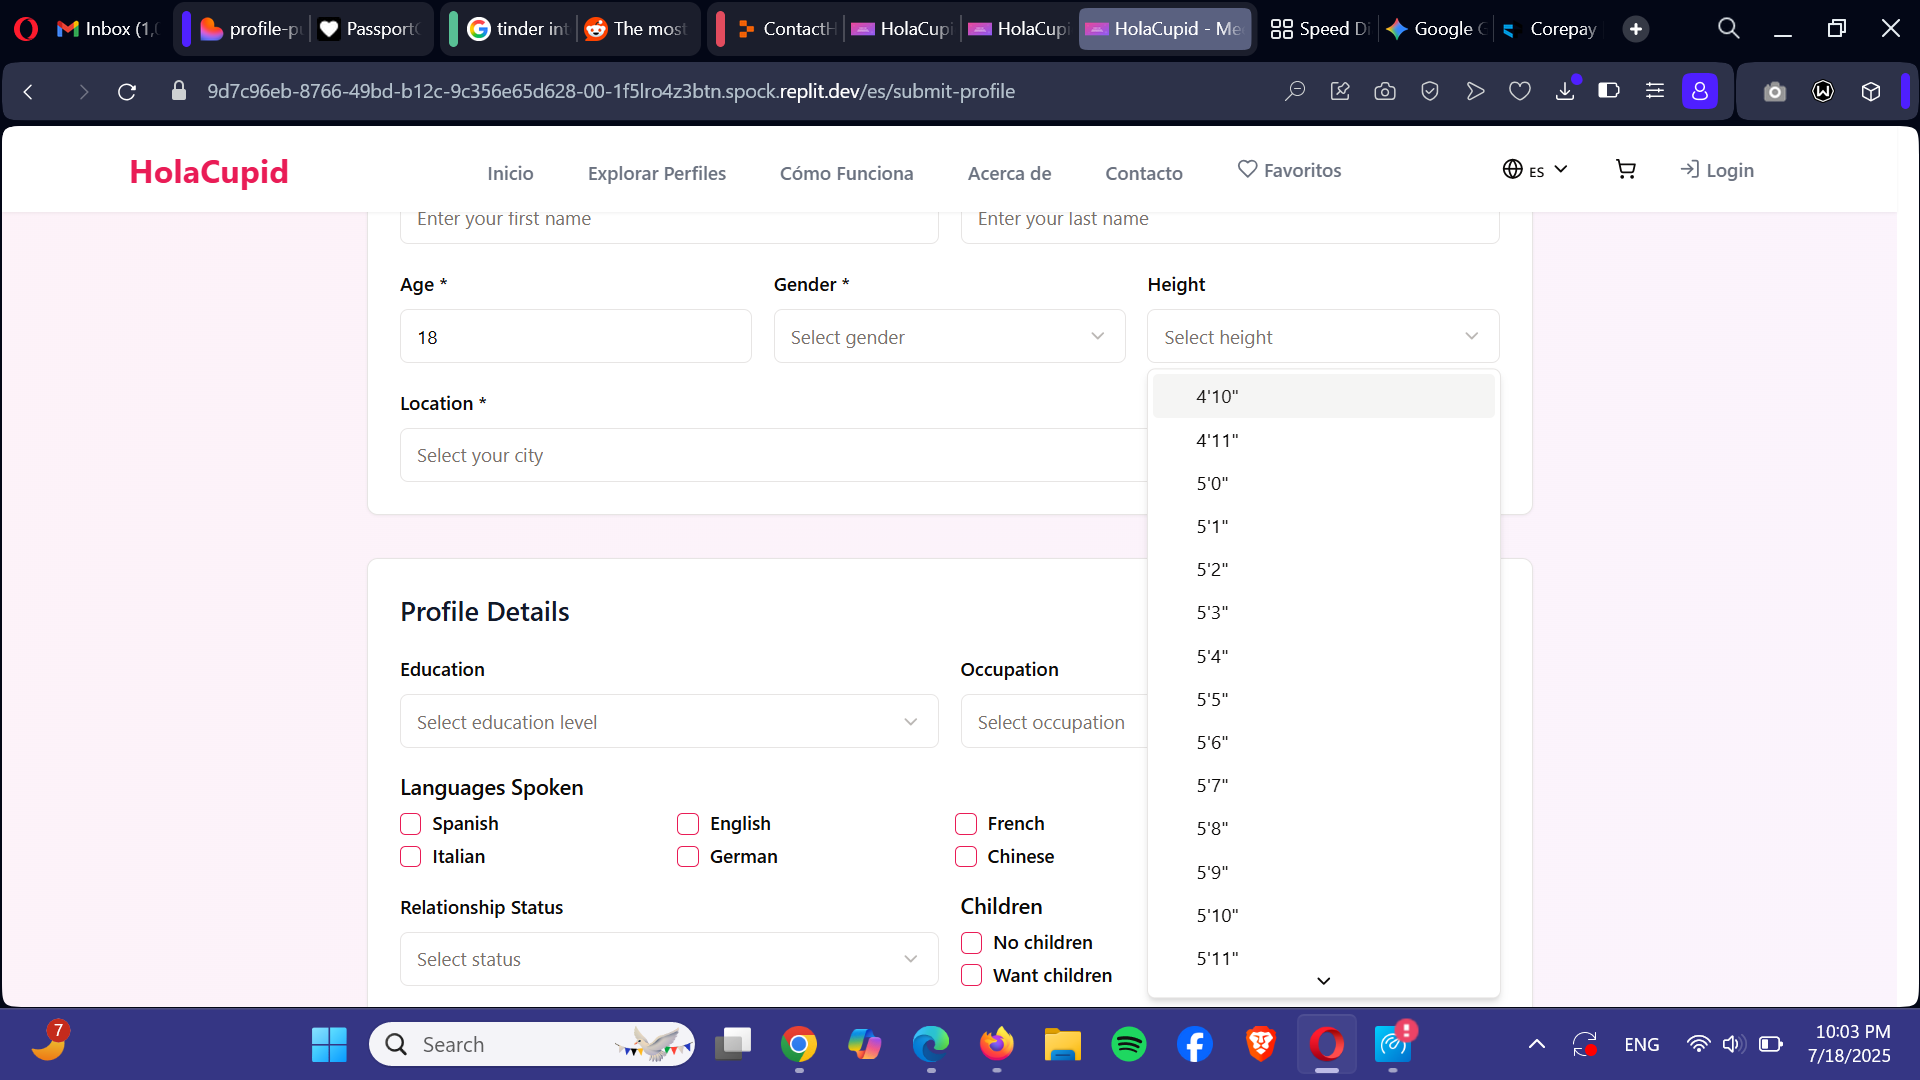 Inbox (1,
profile-p
Passport
tinder int
The most
Contact
HolaCupi
HolaCupi
HolaCupid - Me
Speed Di
Google
Corepay
9d7c96eb-8766-49bd-b12c-9c356e65d628-00-1f5lro4z3btn.spock.replit.dev/es/submit-profile
HolaCupid
Inicio
Explorar Perfiles
Cómo Funciona
Acerca de
Contacto
Favoritos
ES
Login
Enter your first name
Enter your last name
Age *
Gender *
Height
18
Select gender
Select height
4'10"
4'11"
5'0"
5'1"
5'2"
5'3"
5'4"
5'5"
5'6"
5'7"
5'8"
5'9"
5'10"
5'11"
Location *
Select your city
Profile Details
Education
Occupation
Select education level
Select occupation
Languages Spoken
Spanish
English
French
Italian
German
Chinese
Relationship Status
Children
Select status
No children
Want children
7
Search
ENG
10:03 PM
7/18/2025